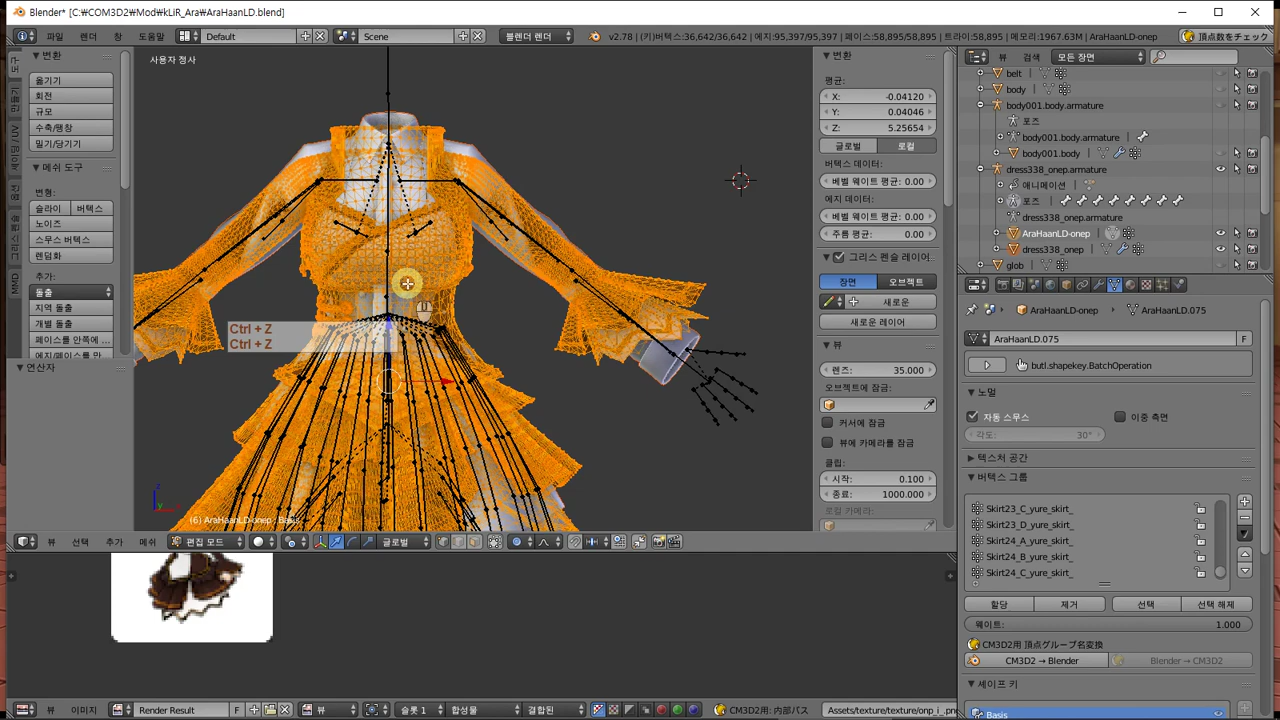 Blender* [C:₩COM3D2₩Mod₩kLiR_Ara₩AraHaanLD.blend]
파일 렌더 창 도움말 Default Scene 블렌더 렌더 v2.78 | (키)버텍스:36,642/36,642 | 에지:95,397/95,397 | 페이스:58,895/58,895 | 트라이:58,895 | 메모리:1967.63M | AraHaanLD-onep 頂点数をチェック
변환
옮기기
회전
규모
수축/팽창
밀기/당기기
메쉬 도구
변형:
슬라이 버텍스
노이즈
스무스 버텍스
렌덤화
추가:
돌출
지역 돌출
개별 돌출
페이스를 안쪽에
연산자
MMD
사용자 정사
Ctrl + Z
Ctrl + Z
(6) AraHaanLD-onep : Basis
변환
평균:
X: -0.04120
Y: 0.04046
Z: 5.25654
글로벌 로컬
버텍스 데이터:
베벨 웨이트 평균: 0.00
에지 데이터:
베벨 웨이트 평균: 0.00
주름 평균: 0.00
그리스 펜슬 레이어
장면 오브젝트
새로운
새로운 레이어
뷰
렌즈: 35.000
오브젝트에 잠금:
커서에 잠금
뷰에 카메라를 잠금
클립:
시작: 0.100
종료: 1000.000
로컬 카메라:
뷰 선택 추가 메쉬 편집 모드 글로벌
뷰 검색 모든 장면
belt
body
body001.body.armature
포즈
body001.body.armature
body001.body
dress338_onep.armature
애니메이션
포즈
dress338_onep.armature
AraHaanLD-onep
dress338_onep
glob
AraHaanLD-onep AraHaanLD.075
AraHaanLD.075 F
butl.shapekey.BatchOperation
노멀
자동 스무스 이중 측면
각도: 30°
텍스처 공간
버텍스 그룹
Skirt23_C_yure_skirt_
Skirt23_D_yure_skirt_
Skirt24_A_yure_skirt_
Skirt24_B_yure_skirt_
Skirt24_C_yure_skirt_
할당 제거 선택 선택 해제
웨이트: 1.000
CM3D2用 頂点グループ名変換
CM3D2 → Blender Blender → CM3D2
셰이프 키
Basis
뷰 이미지 Render Result F 뷰 슬롯 1 합성물 결합된 CM3D2用: 内部パス Assets/texture/texture/onp_i_.png